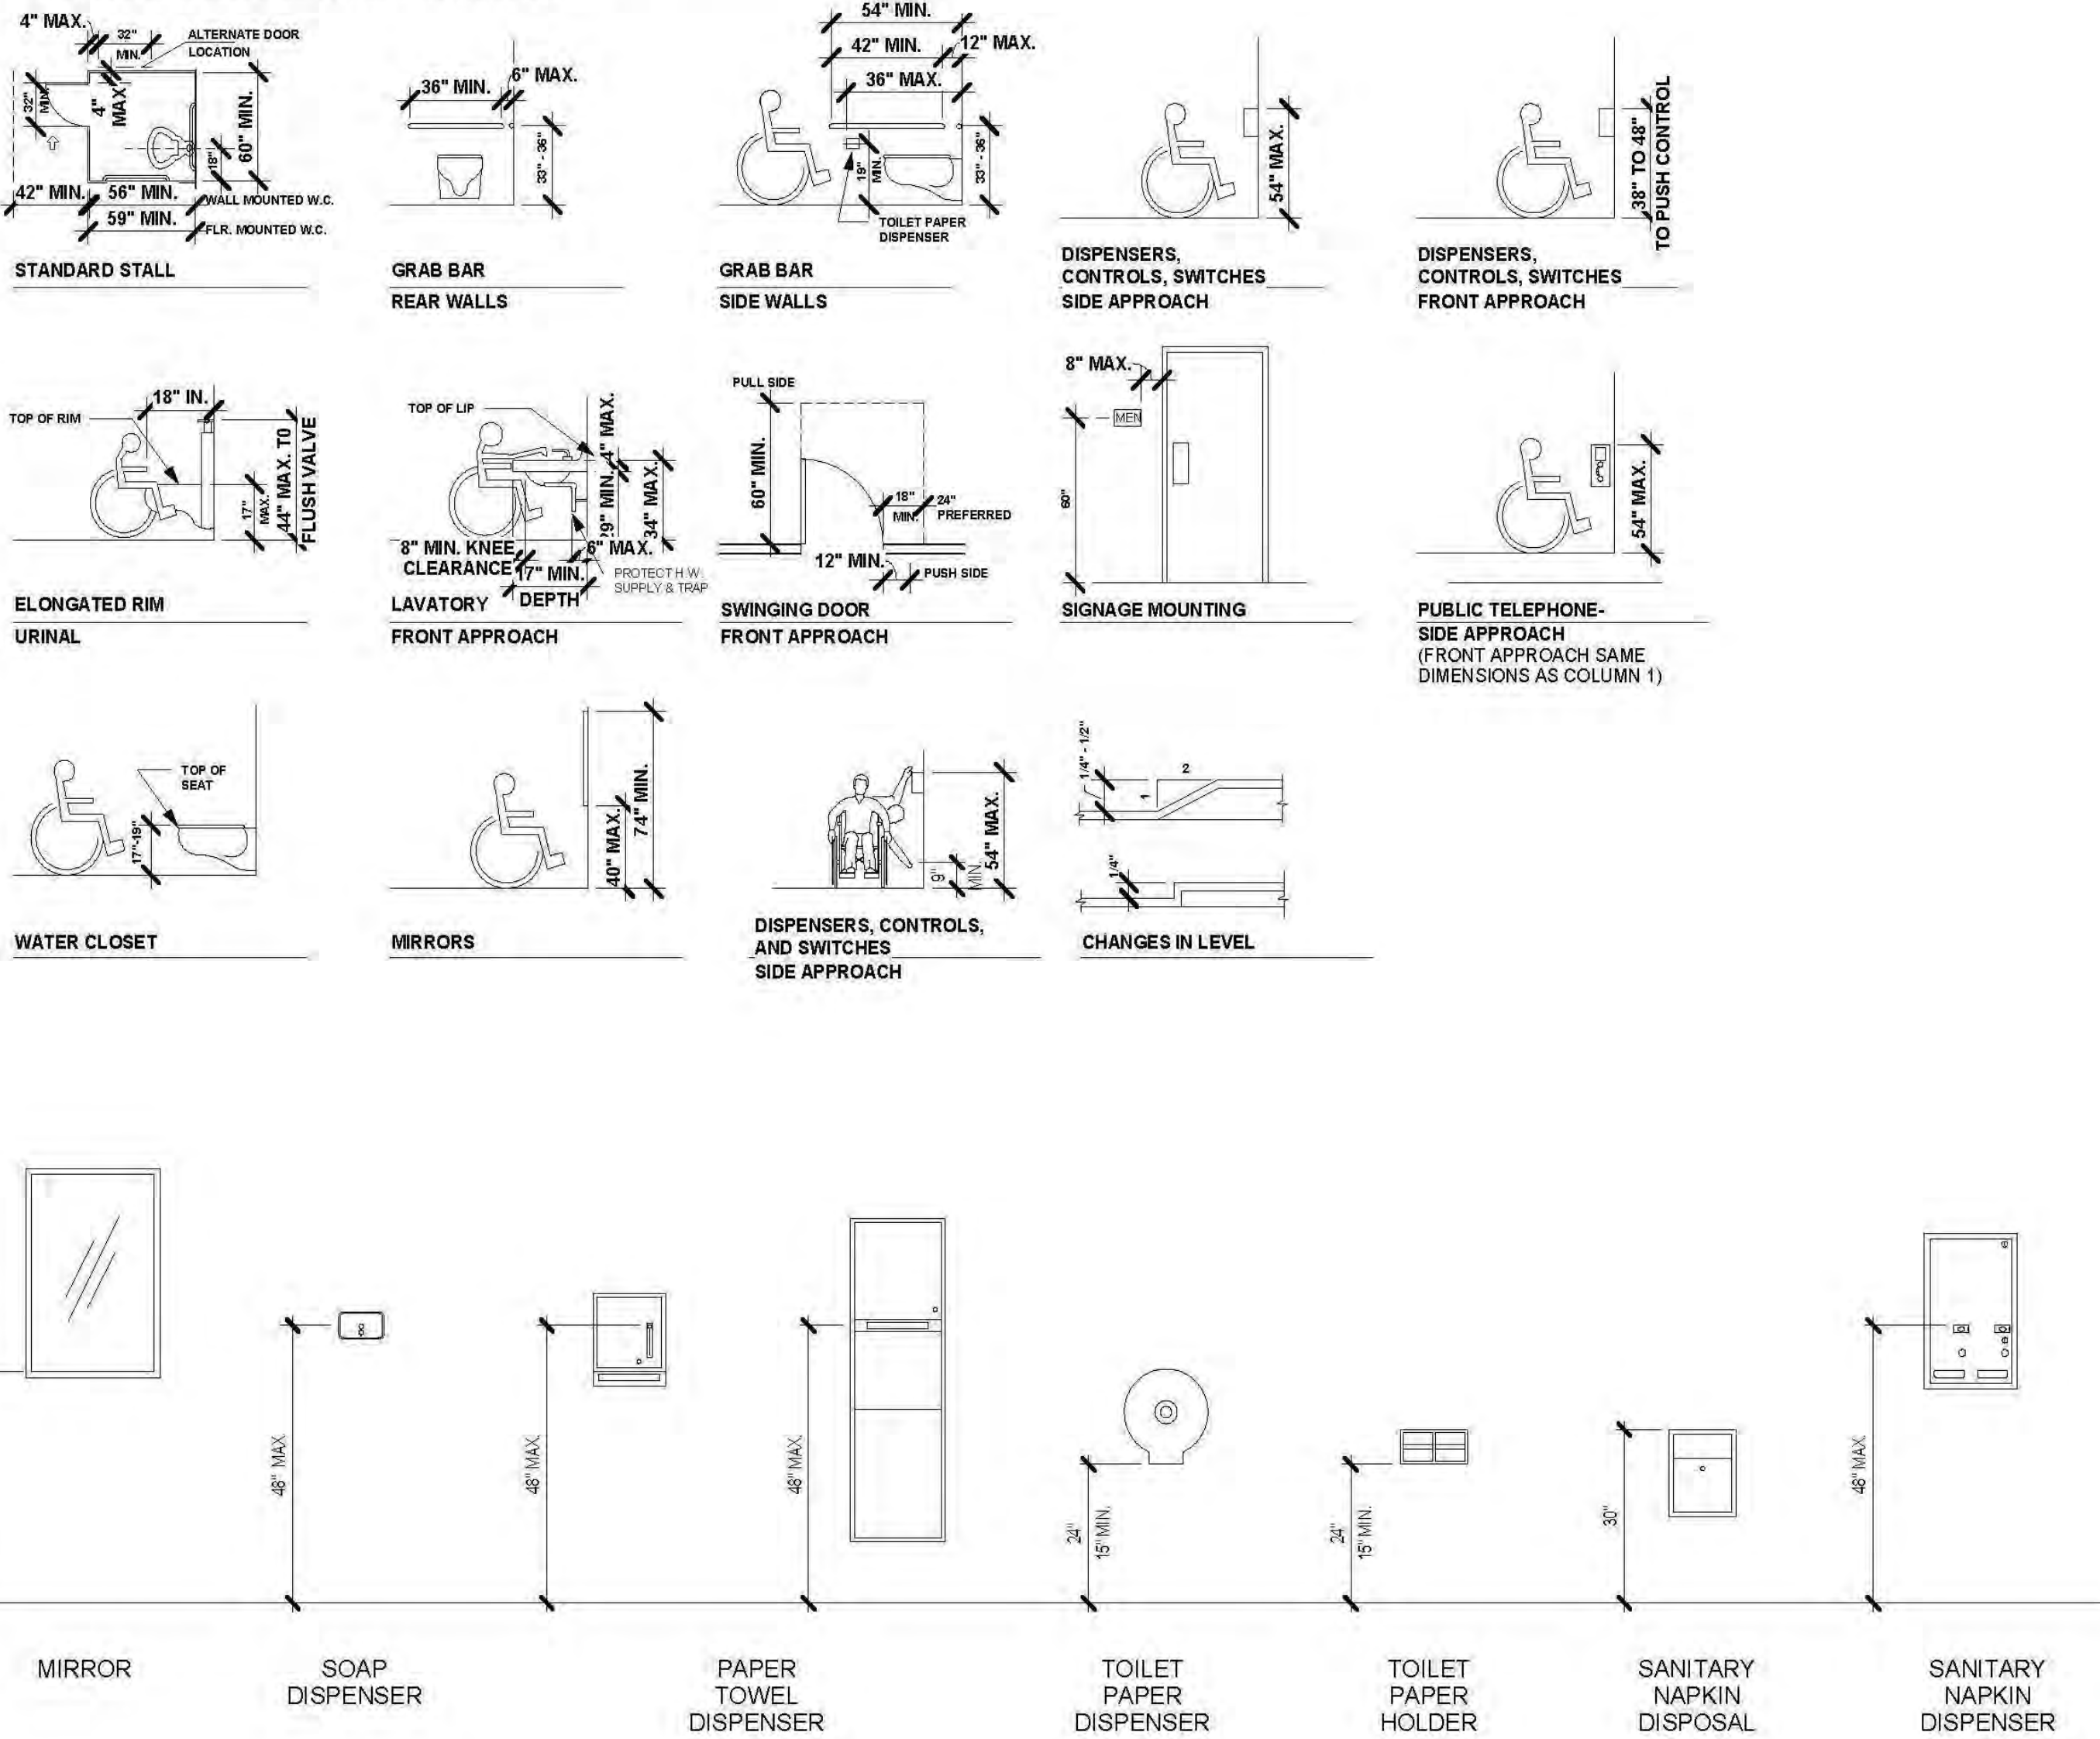 4" MAX.
32"
MIN.
ALTERNATE DOOR
LOCATION
32"
MIN.
4"
MAX
60" MIN.
18"
42" MIN.
56" MIN.
WALL MOUNTED W.C.
59" MIN.
FLR. MOUNTED W.C.
STANDARD STALL
36" MIN.
6" MAX.
33" - 36"
GRAB BAR
REAR WALLS
54" MIN.
42" MIN.
12" MAX.
36" MAX.
19"
MIN.
33" - 36"
TOILET PAPER
DISPENSER
GRAB BAR
SIDE WALLS
54" MAX.
DISPENSERS,
CONTROLS, SWITCHES
SIDE APPROACH
38" TO 48"
TO PUSH CONTROL
DISPENSERS,
CONTROLS, SWITCHES
FRONT APPROACH
18" IN.
TOP OF RIM
17"
MAX.
44" MAX. TO
FLUSH VALVE
ELONGATED RIM
URINAL
TOP OF LIP
4" MAX.
29" MIN.
34" MAX.
8" MIN. KNEE
CLEARANCE
6" MAX.
17" MIN.
DEPTH
PROTECT H.W.
SUPPLY & TRAP
LAVATORY
FRONT APPROACH
PULL SIDE
60" MIN.
18"
MIN.
24"
PREFERRED
12" MIN.
PUSH SIDE
SWINGING DOOR
FRONT APPROACH
8" MAX.
MEN
60"
SIGNAGE MOUNTING
54" MAX.
PUBLIC TELEPHONE-
SIDE APPROACH
(FRONT APPROACH SAME
DIMENSIONS AS COLUMN 1)
TOP OF
SEAT
17"-19"
WATER CLOSET
40" MAX.
74" MIN.
MIRRORS
54" MAX.
9"
MIN.
DISPENSERS, CONTROLS,
AND SWITCHES
SIDE APPROACH
1/4" - 1/2"
2
1
1/4"
CHANGES IN LEVEL
48" MAX.
48" MAX.
48" MAX.
24"
15" MIN.
24"
15" MIN.
30"
48" MAX.
MIRROR
SOAP
DISPENSER
PAPER
TOWEL
DISPENSER
TOILET
PAPER
DISPENSER
TOILET
PAPER
HOLDER
SANITARY
NAPKIN
DISPOSAL
SANITARY
NAPKIN
DISPENSER